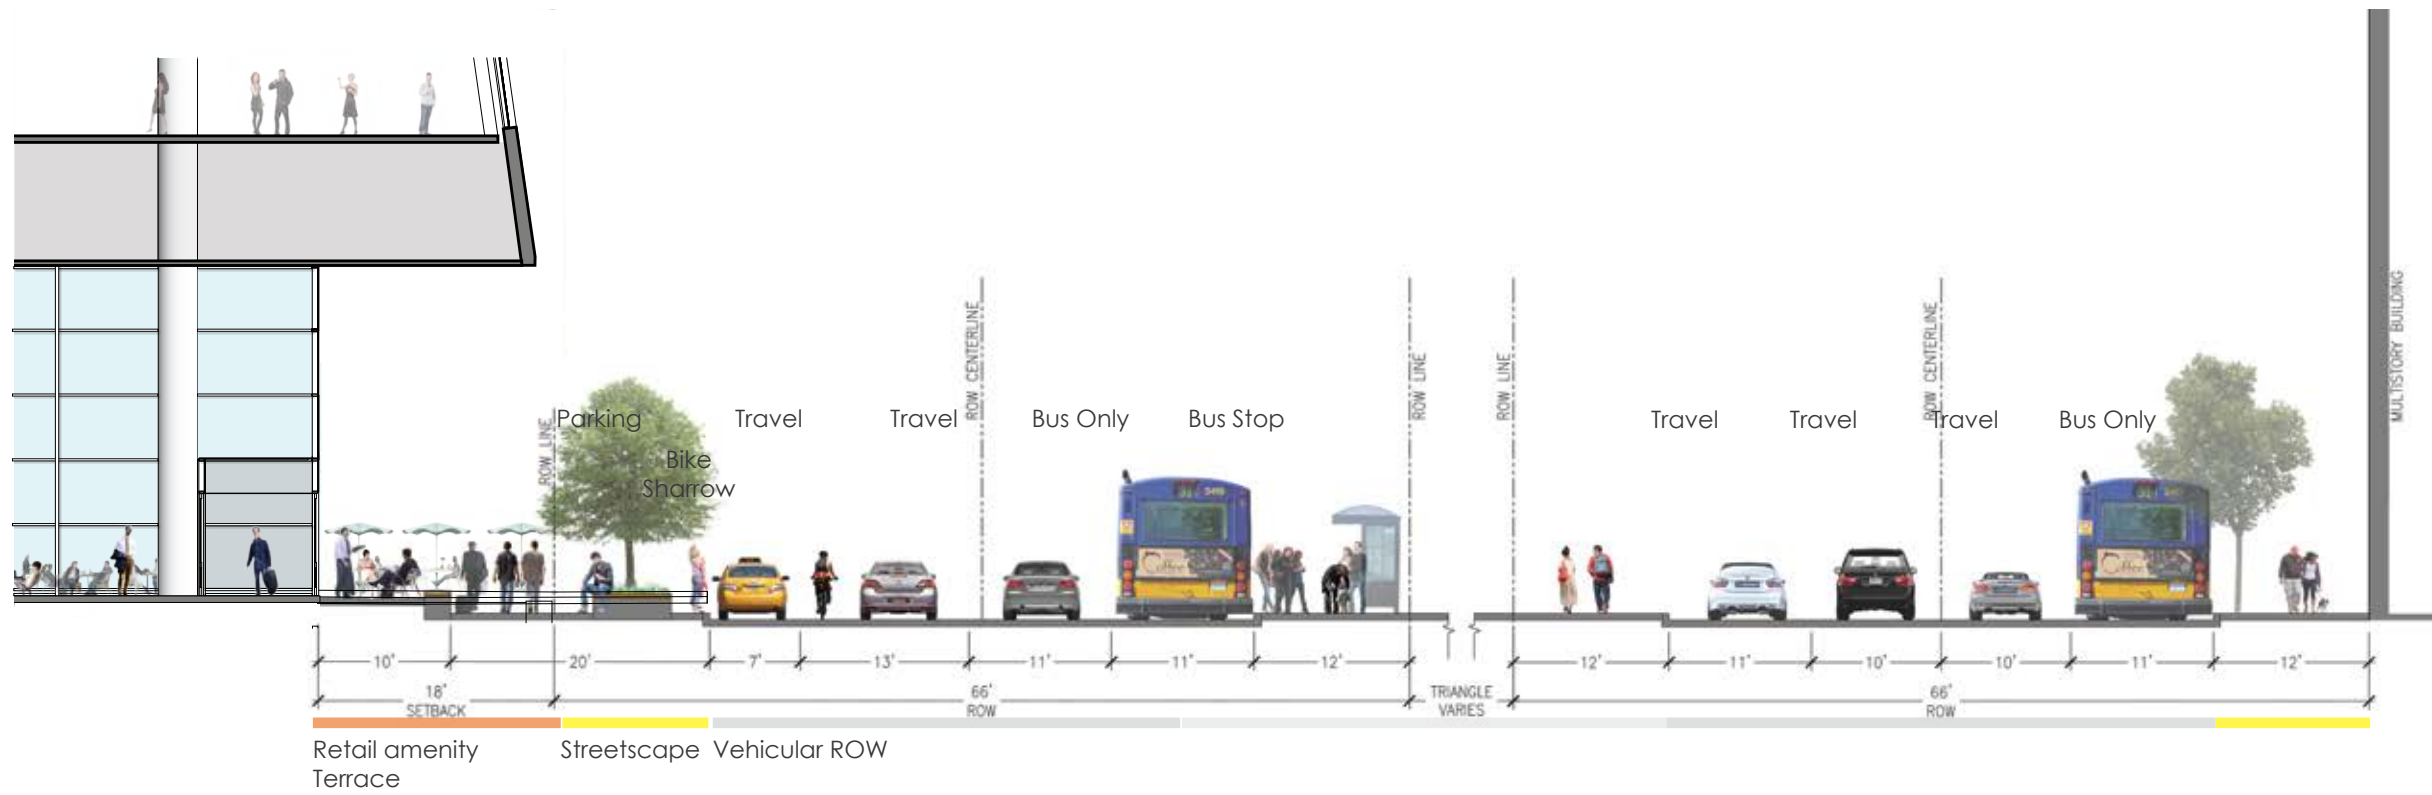 MULTISTORY BUILDING
ROW CENTERLINE
ROW CENTERLINE
ROW LINE
ROW LINE
ROW LINE
Parking
Travel
Travel
Bus Only
Bus Stop
Travel
Travel
Travel
Bus Only
Bike
Sharrow
10' 20' 7' 13' 11' 11' 12' 12' 11' 10' 10' 11' 12'
18'
SETBACK
66'
ROW
TRIANGLE
VARIES
66'
ROW
Retail amenity
Terrace
Streetscape
Vehicular ROW